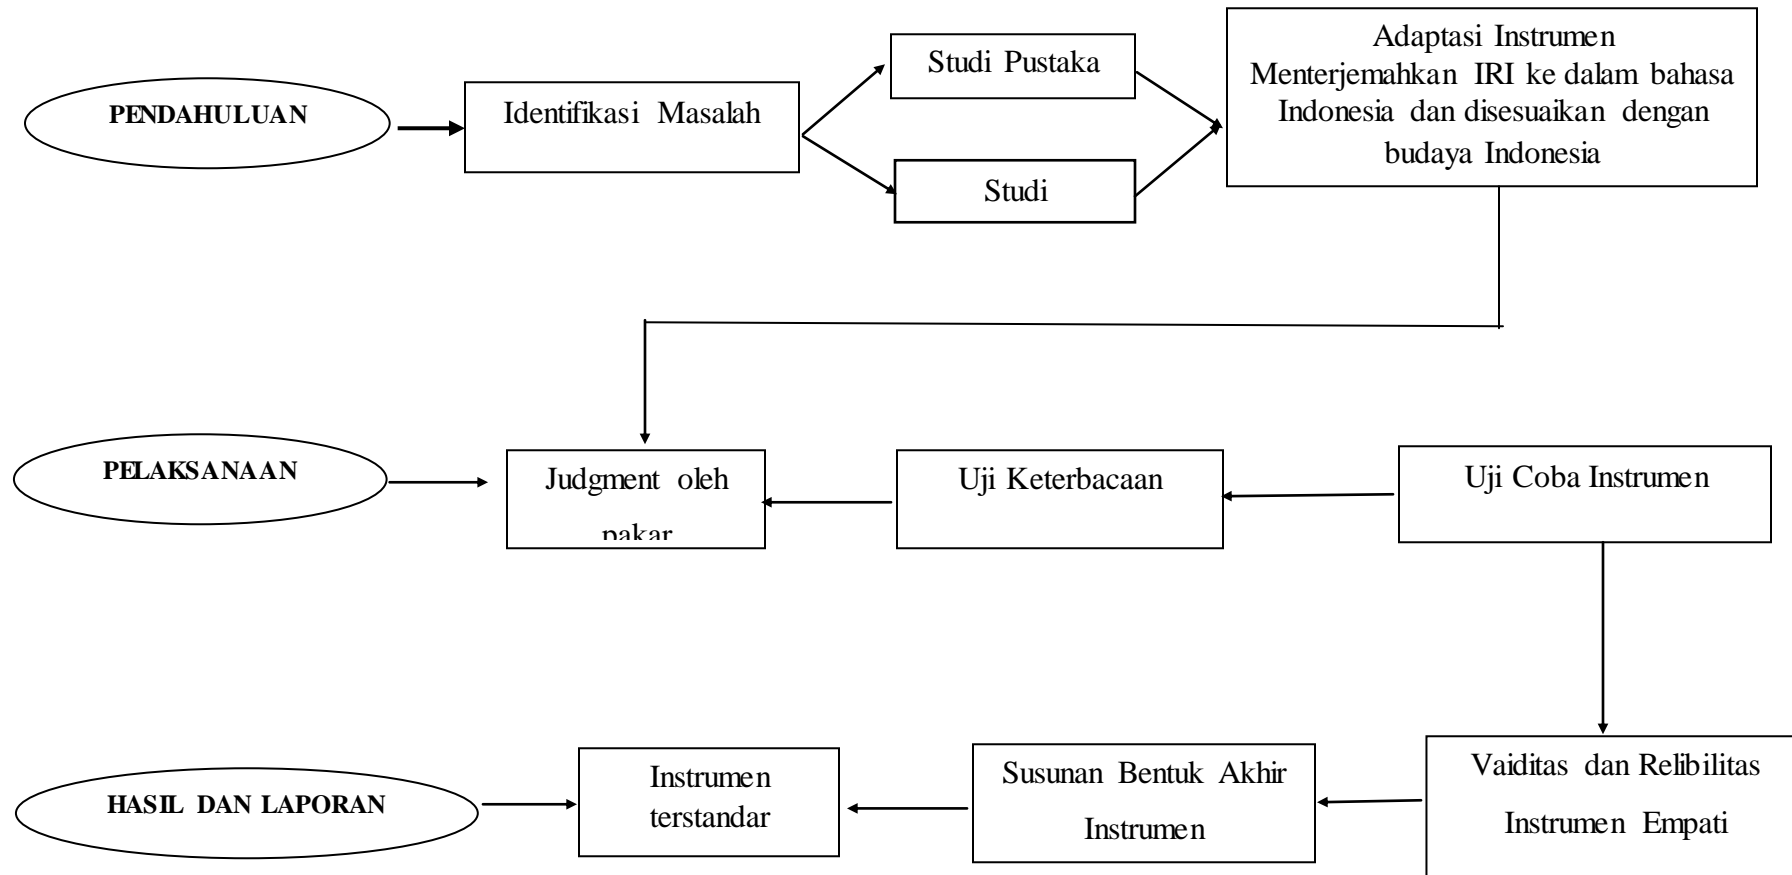 PENDAHULUAN
Identifikasi Masalah
Studi Pustaka
Studi
Adaptasi Instrumen
Menterjemahkan IRI ke dalam bahasa
Indonesia dan disesuaikan dengan
budaya Indonesia
PELAKSANAAN
Judgment oleh
pakar
Uji Keterbacaan
Uji Coba Instrumen
HASIL DAN LAPORAN
Instrumen
terstandar
Susunan Bentuk Akhir
Instrumen
Vaiditas dan Relibilitas
Instrumen Empati